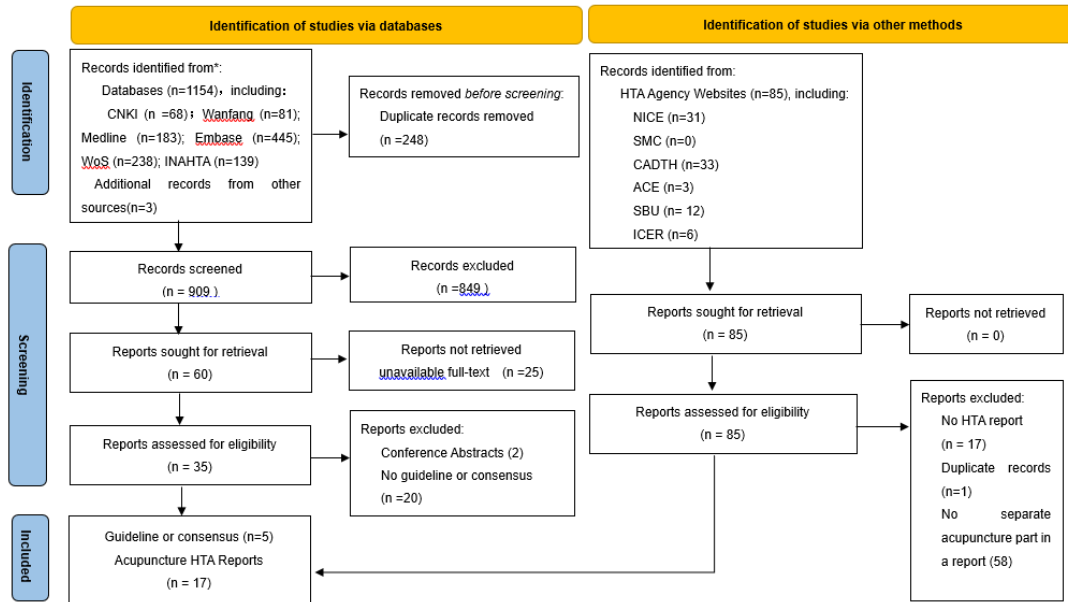 Identification of studies via databases
Identification of studies via other methods
Identification
Records identified from*:
Databases (n=1154)，including：
CNKI (n =68)；Wanfang (n=81);
Medline (n=183); Embase (n=445);
WoS (n=238); INAHTA (n=139)
Additional records from other
sources(n=3)
Records removed before screening:
Duplicate records removed
(n =248)
Records identified from:
HTA Agency Websites (n=85), including:
NICE (n=31)
SMC (n=0)
CADTH (n=33)
ACE (n=3)
SBU (n= 12)
ICER (n=6)
Screening
Records screened
(n = 909 )
Records excluded
(n =849 )
Reports sought for retrieval
(n = 60)
Reports not retrieved
unavailable full-text (n =25)
Reports sought for retrieval
(n = 85)
Reports not retrieved
(n = 0)
Reports assessed for eligibility
(n = 35)
Reports excluded:
Conference Abstracts (2)
No guideline or consensus
(n =20)
Reports assessed for eligibility
(n = 85)
Reports excluded:
No HTA report
(n = 17)
Duplicate records
(n=1)
No separate
acupuncture part in
a report (58)
Included
Guideline or consensus (n=5)
Acupuncture HTA Reports
(n = 17)